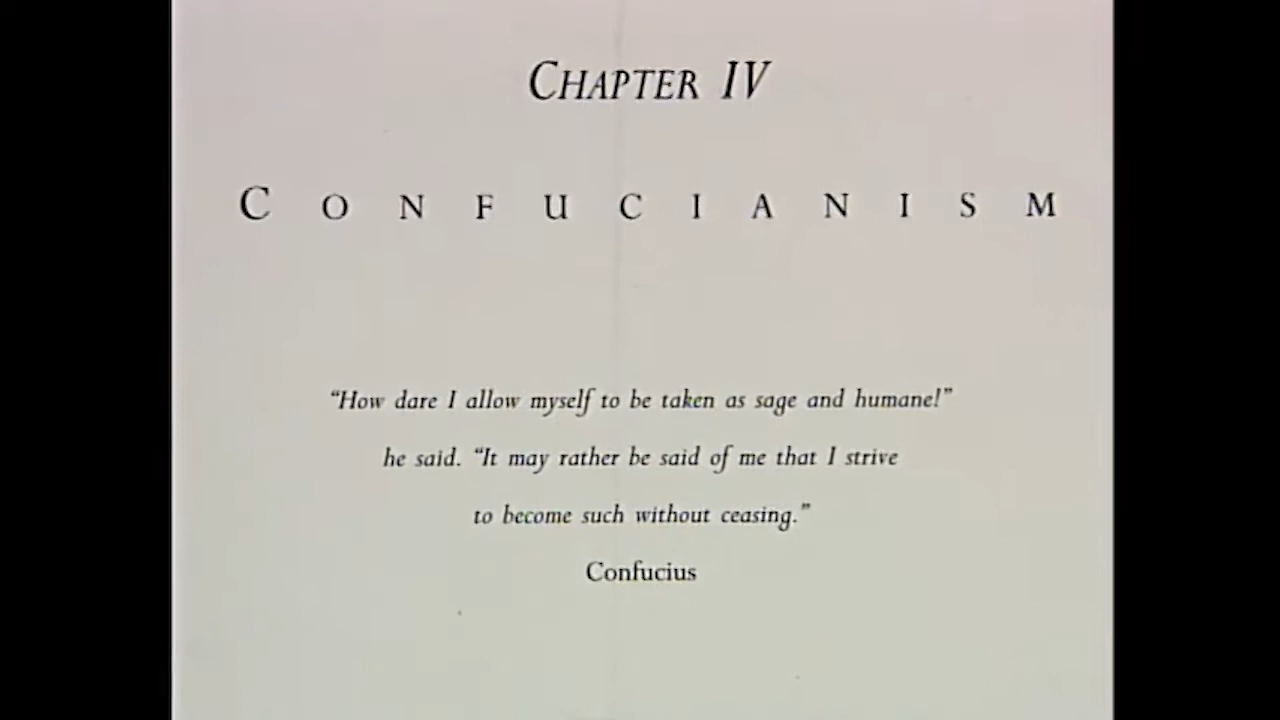 CHAPTER IV
CONFUCIANISM
“How dare I allow myself to be taken as sage and humane!”
he said. “It may rather be said of me that I strive
to become such without ceasing.”
Confucius